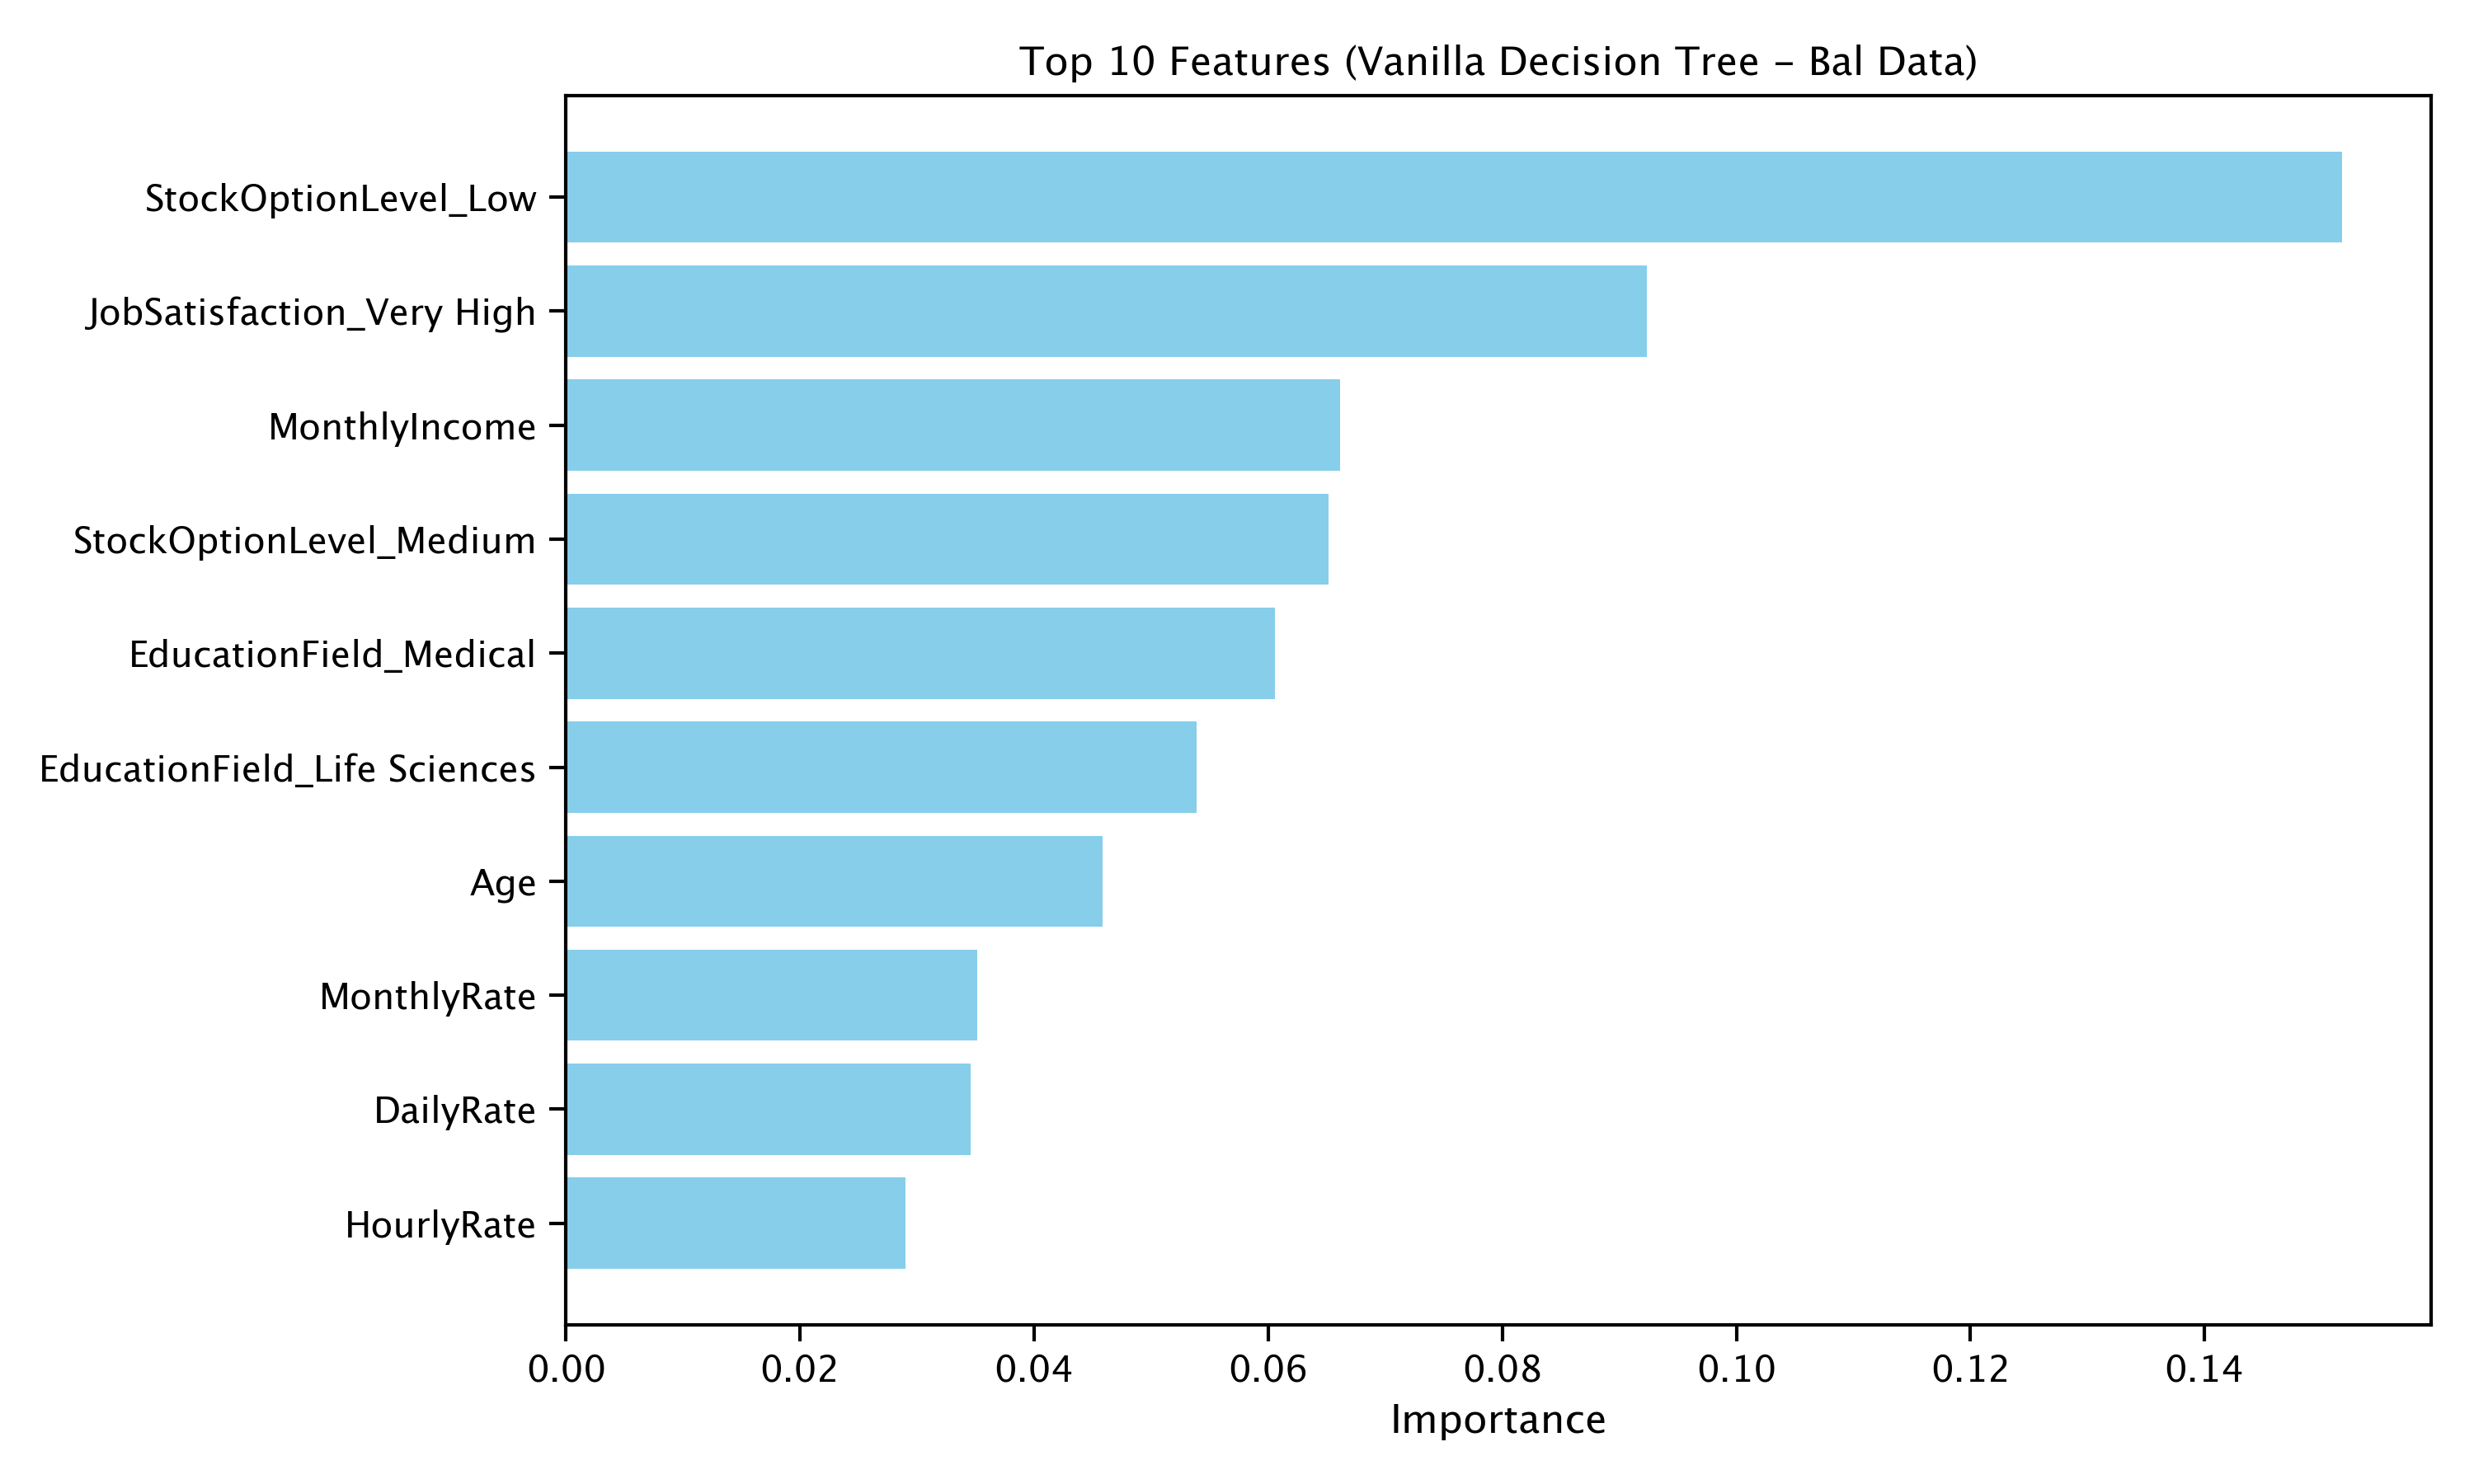 Top 10 Features (Vanilla Decision Tree – Bal Data)
StockOptionLevel_Low
JobSatisfaction_Very High
MonthlyIncome
StockOptionLevel_Medium
EducationField_Medical
EducationField_Life Sciences
Age
MonthlyRate
DailyRate
HourlyRate
0.00 0.02 0.04 0.06 0.08 0.10 0.12 0.14
Importance